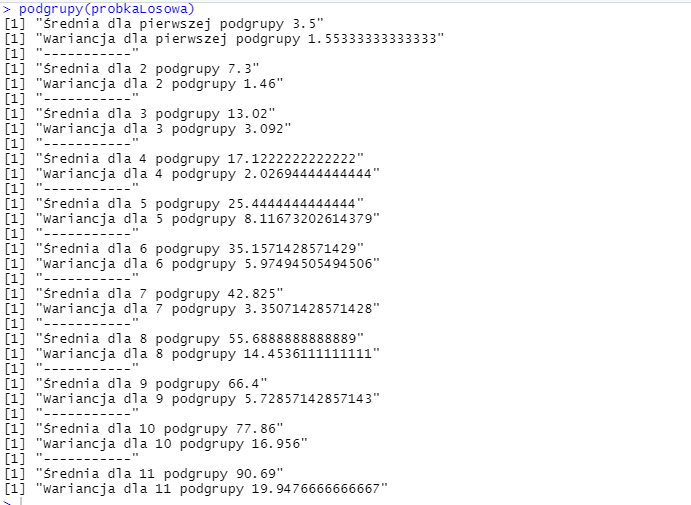 > podgrupy(probkaLosowa)
[1] "Średnia dla pierwszej podgrupy 3.5"
[1] "Wariancja dla pierwszej podgrupy 1.55333333333333"
[1] "-----------"
[1] "Średnia dla 2 podgrupy 7.3"
[1] "Wariancja dla 2 podgrupy 1.46"
[1] "-----------"
[1] "Średnia dla 3 podgrupy 13.02"
[1] "Wariancja dla 3 podgrupy 3.092"
[1] "-----------"
[1] "Średnia dla 4 podgrupy 17.1222222222222"
[1] "Wariancja dla 4 podgrupy 2.02694444444444"
[1] "-----------"
[1] "Średnia dla 5 podgrupy 25.4444444444444"
[1] "Wariancja dla 5 podgrupy 8.11673202614379"
[1] "-----------"
[1] "Średnia dla 6 podgrupy 35.1571428571429"
[1] "Wariancja dla 6 podgrupy 5.97494505494506"
[1] "-----------"
[1] "Średnia dla 7 podgrupy 42.825"
[1] "Wariancja dla 7 podgrupy 3.35071428571428"
[1] "-----------"
[1] "Średnia dla 8 podgrupy 55.6888888888889"
[1] "Wariancja dla 8 podgrupy 14.4536111111111"
[1] "-----------"
[1] "Średnia dla 9 podgrupy 66.4"
[1] "Wariancja dla 9 podgrupy 5.72857142857143"
[1] "-----------"
[1] "Średnia dla 10 podgrupy 77.86"
[1] "Wariancja dla 10 podgrupy 16.956"
[1] "-----------"
[1] "Średnia dla 11 podgrupy 90.69"
[1] "Wariancja dla 11 podgrupy 19.9476666666667"
>